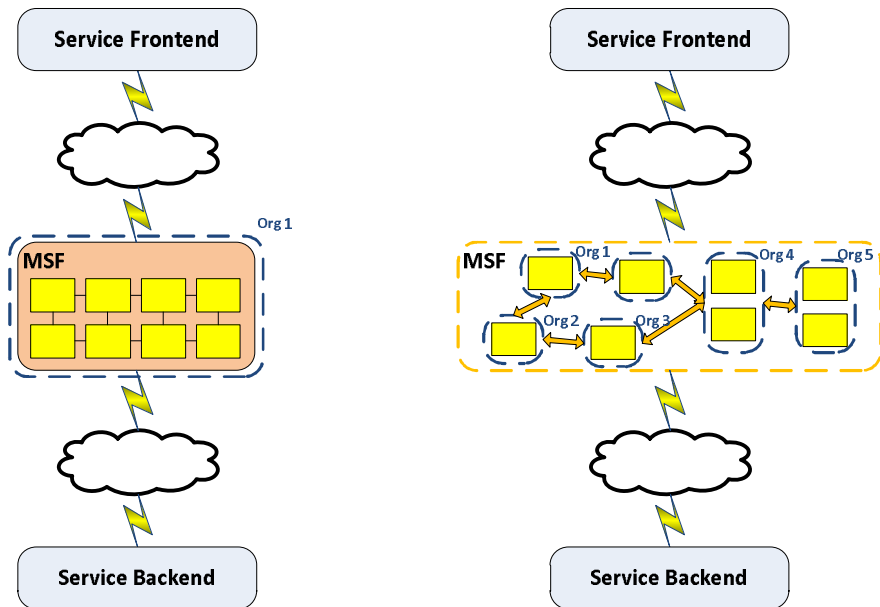 Service Frontend
Service Frontend
Org 1
MSF
MSF
Org 1
Org 4
Org 5
Org 2
Org 3
Service Backend
Service Backend